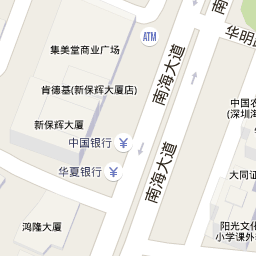 ATM
南
华明
集美堂商业广场
南海大道
肯德基(新保辉大厦店)
中国农
(深圳海
新保辉大厦
中国银行
¥
华夏银行
¥
南海大道
大同证
鸿隆大厦
阳光文化
小学课外